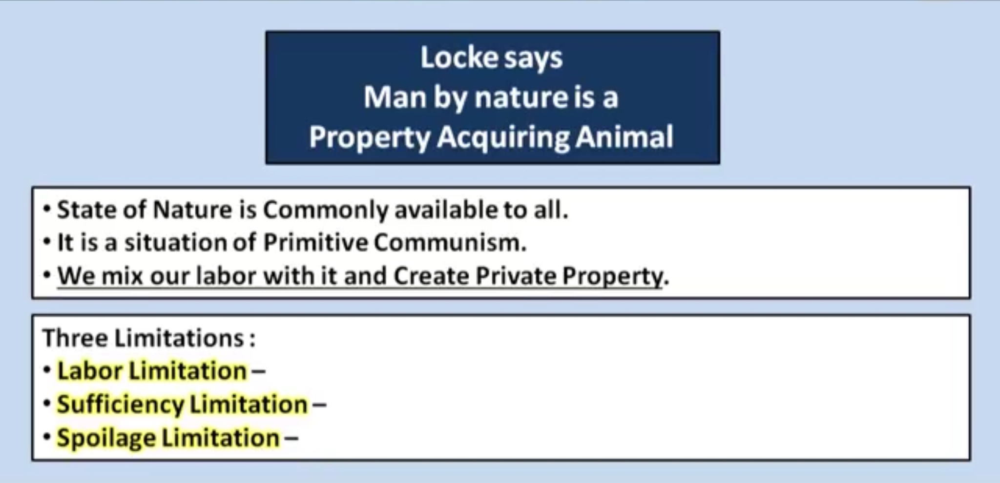 Locke says
Man by nature is a
Property Acquiring Animal
• State of Nature is Commonly available to all.
• It is a situation of Primitive Communism.
• We mix our labor with it and Create Private Property.
Three Limitations :
• Labor Limitation –
• Sufficiency Limitation –
• Spoilage Limitation –